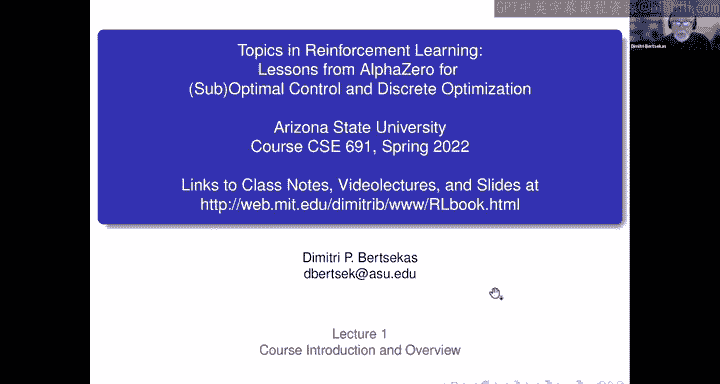 Topics in Reinforcement Learning:
Lessons from AlphaZero for
(Sub)Optimal Control and Discrete Optimization
Arizona State University
Course CSE 691, Spring 2022
Links to Class Notes, Videolectures, and Slides at
http://web.mit.edu/dimitrib/www/RLbook.html
Dimitri P. Bertsekas
dbertsek@asu.edu
Lecture 1
Course Introduction and Overview
Dimitri Bertsekas